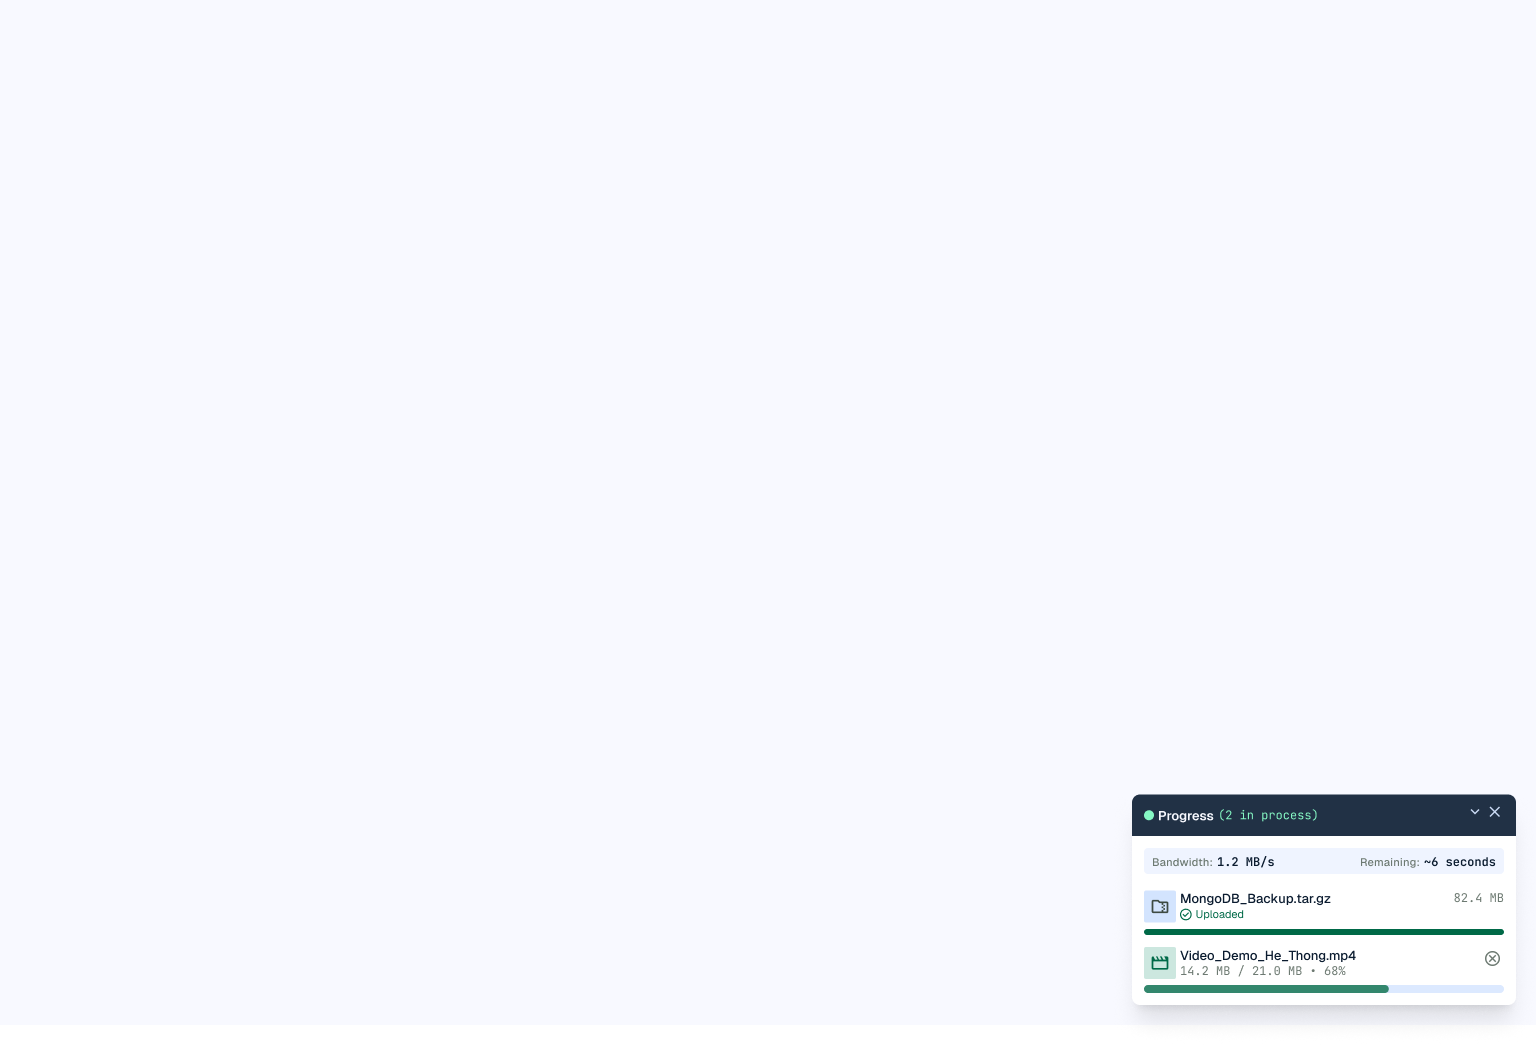 Progress (2 in process)
Bandwidth: 1.2 MB/s Remaining: ~6 seconds
MongoDB_Backup.tar.gz 82.4 MB
Uploaded
Video_Demo_He_Thong.mp4
14.2 MB / 21.0 MB • 68%